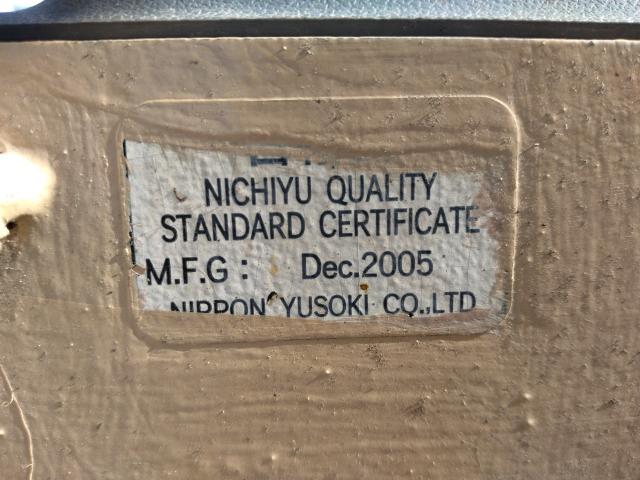 NICHIYU QUALITY
STANDARD CERTIFICATE
M.F.G : Dec.2005
NIPPON YUSOKI CO.,LTD